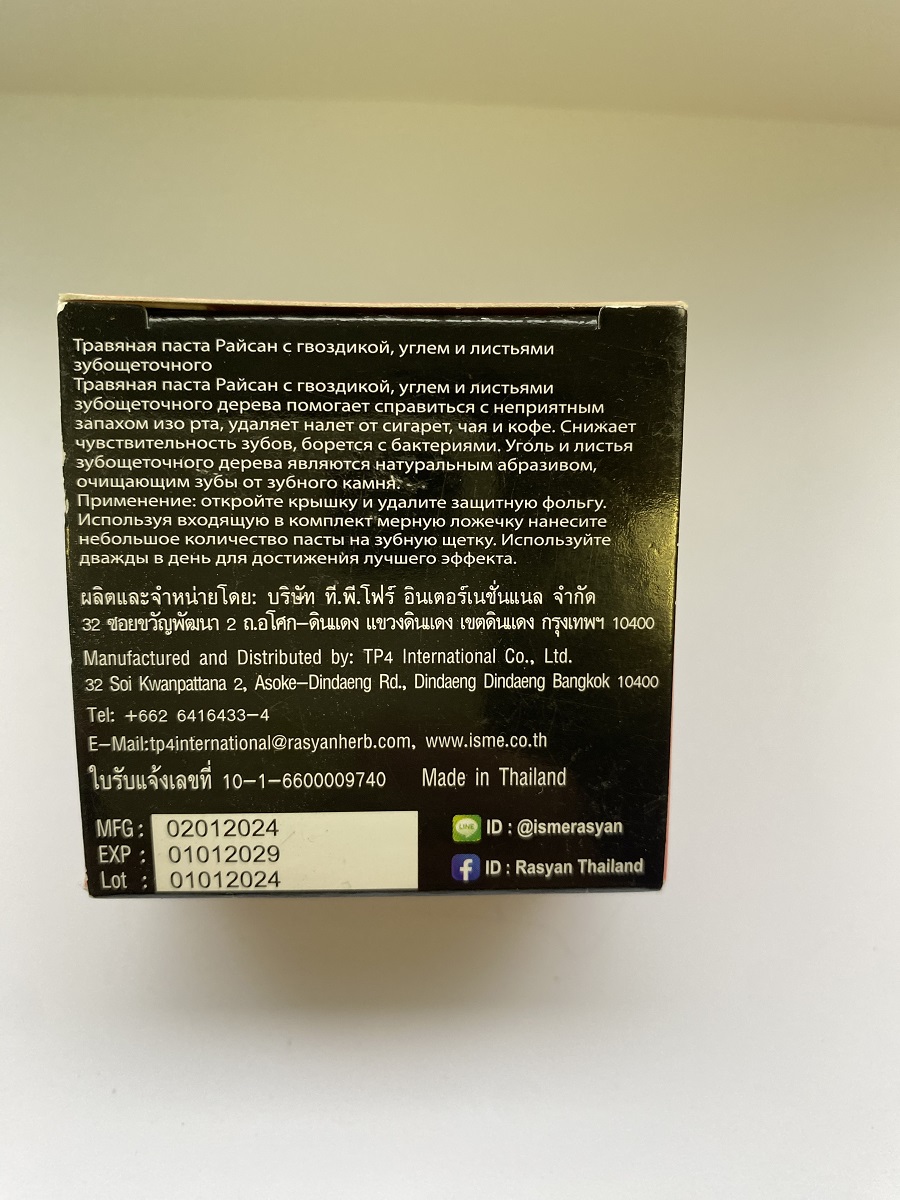 Травяная паста Райсан с гвоздикой, углем и листьями
зубощеточного
Травяная паста Райсан с гвоздикой, углем и листьями
зубощеточного дерева помогает справиться с неприятным
запахом изо рта, удаляет налет от сигарет, чая и кофе. Снижает
чувствительность зубов, борется с бактериями. Уголь и листья
зубощеточного дерева являются натуральным абразивом,
очищающим зубы от зубного камня.
Применение: откройте крышку и удалите защитную фольгу.
Используя входящую в комплект мерную ложечку нанесите
небольшое количество пасты на зубную щетку. Используйте
дважды в день для достижения лучшего эффекта.
ผลิตและจำหน่ายโดย: บริษัท ที.พี.โฟร์ อินเตอร์เนชั่นแนล จำกัด
32 ซอยขวัญพัฒนา 2 ถ.อโศก-ดินแดง แขวงดินแดง เขตดินแดง กรุงเทพฯ 10400
Manufactured and Distributed by: TP4 International Co., Ltd.
32 Soi Kwanpattana 2, Asoke-Dindaeng Rd., Dindaeng Dindaeng Bangkok 10400
Tel: +662 6416433-4
E-Mail:tp4international@rasyanherb.com, www.isme.co.th
ใบรับแจ้งเลขที่ 10-1-6600009740 Made in Thailand
MFG : 02012024
EXP : 01012029
Lot : 01012024
LINE ID : @ismerasyan
f ID : Rasyan Thailand